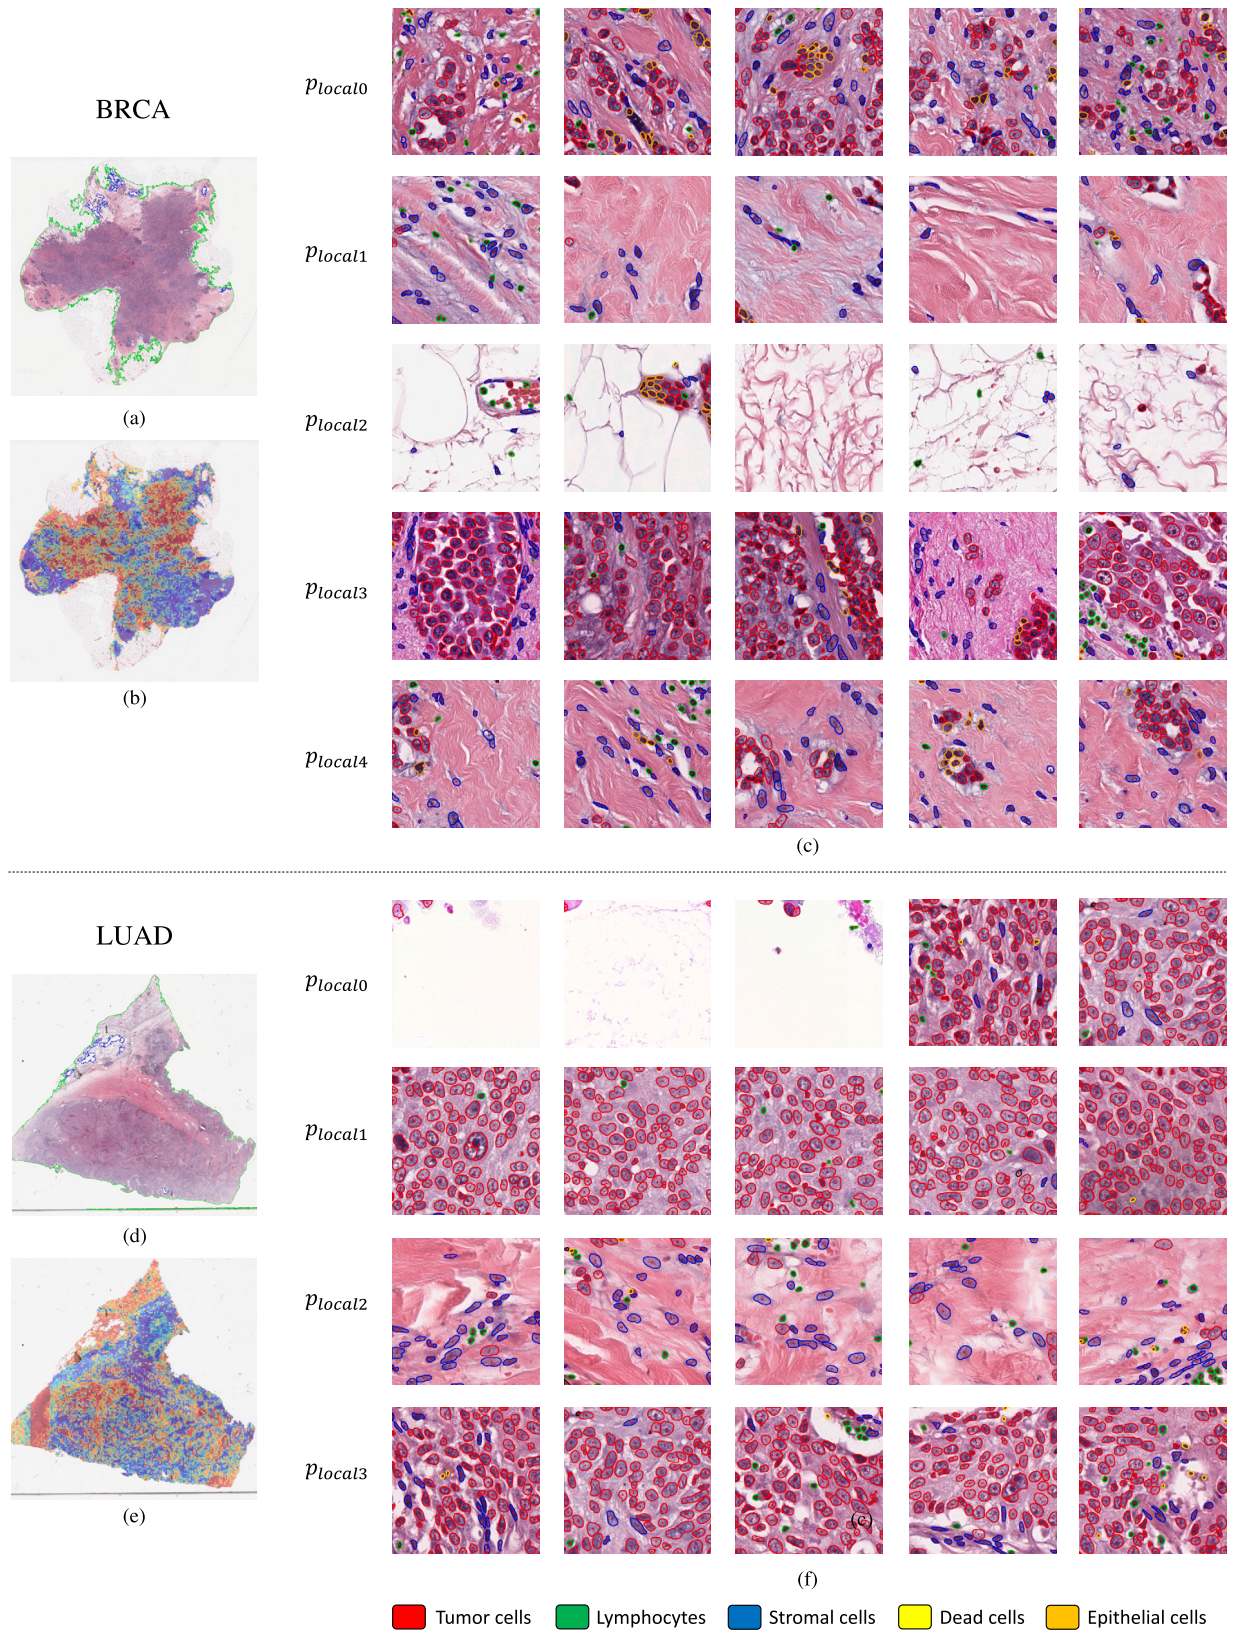 BRCA
(a)
(b)
p_local0
p_local1
p_local2
p_local3
p_local4
(c)
LUAD
(d)
(e)
p_local0
p_local1
p_local2
p_local3
(c)
(f)
Tumor cells
Lymphocytes
Stromal cells
Dead cells
Epithelial cells